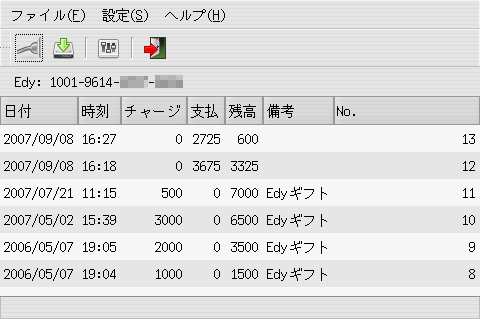 ファイル(F) 設定(S) ヘルプ(H)
Edy: 1001-9614-
日付 時刻 チャージ 支払 残高 備考 No.
2007/09/08 16:27 0 2725 600 13
2007/09/08 16:18 0 3675 3325 12
2007/07/21 11:15 500 0 7000 Edyギフト 11
2007/05/02 15:39 3000 0 6500 Edyギフト 10
2006/05/07 19:05 2000 0 3500 Edyギフト 9
2006/05/07 19:04 1000 0 1500 Edyギフト 8